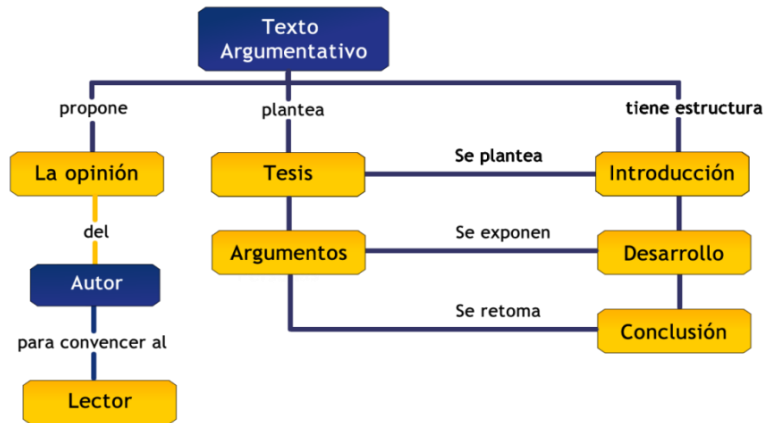 Texto
Argumentativo
propone
plantea
tiene estructura
La opinión
Tesis
Se plantea
Introducción
del
Argumentos
Se exponen
Desarrollo
Autor
Se retoma
Conclusión
para convencer al
Lector